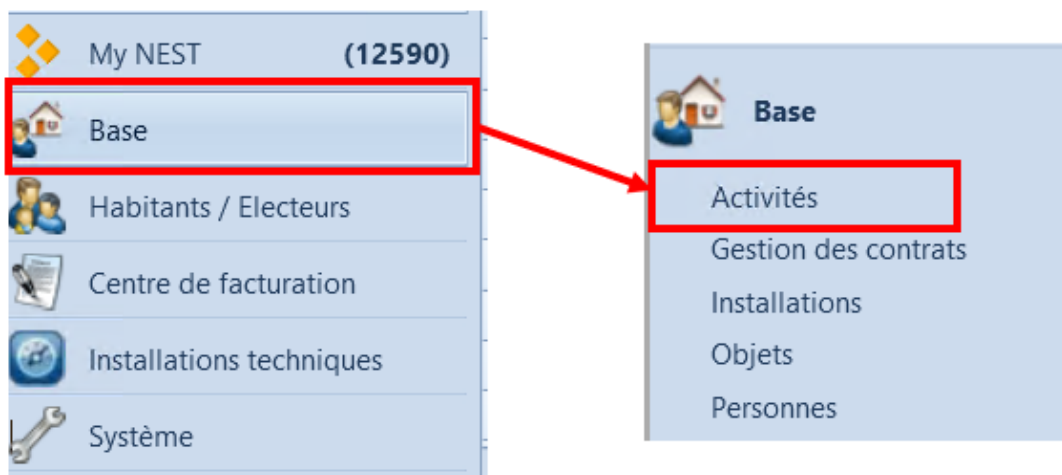 My NEST (12590)
Base
Habitants / Electeurs
Centre de facturation
Installations techniques
Système
Base
Activités
Gestion des contrats
Installations
Objets
Personnes